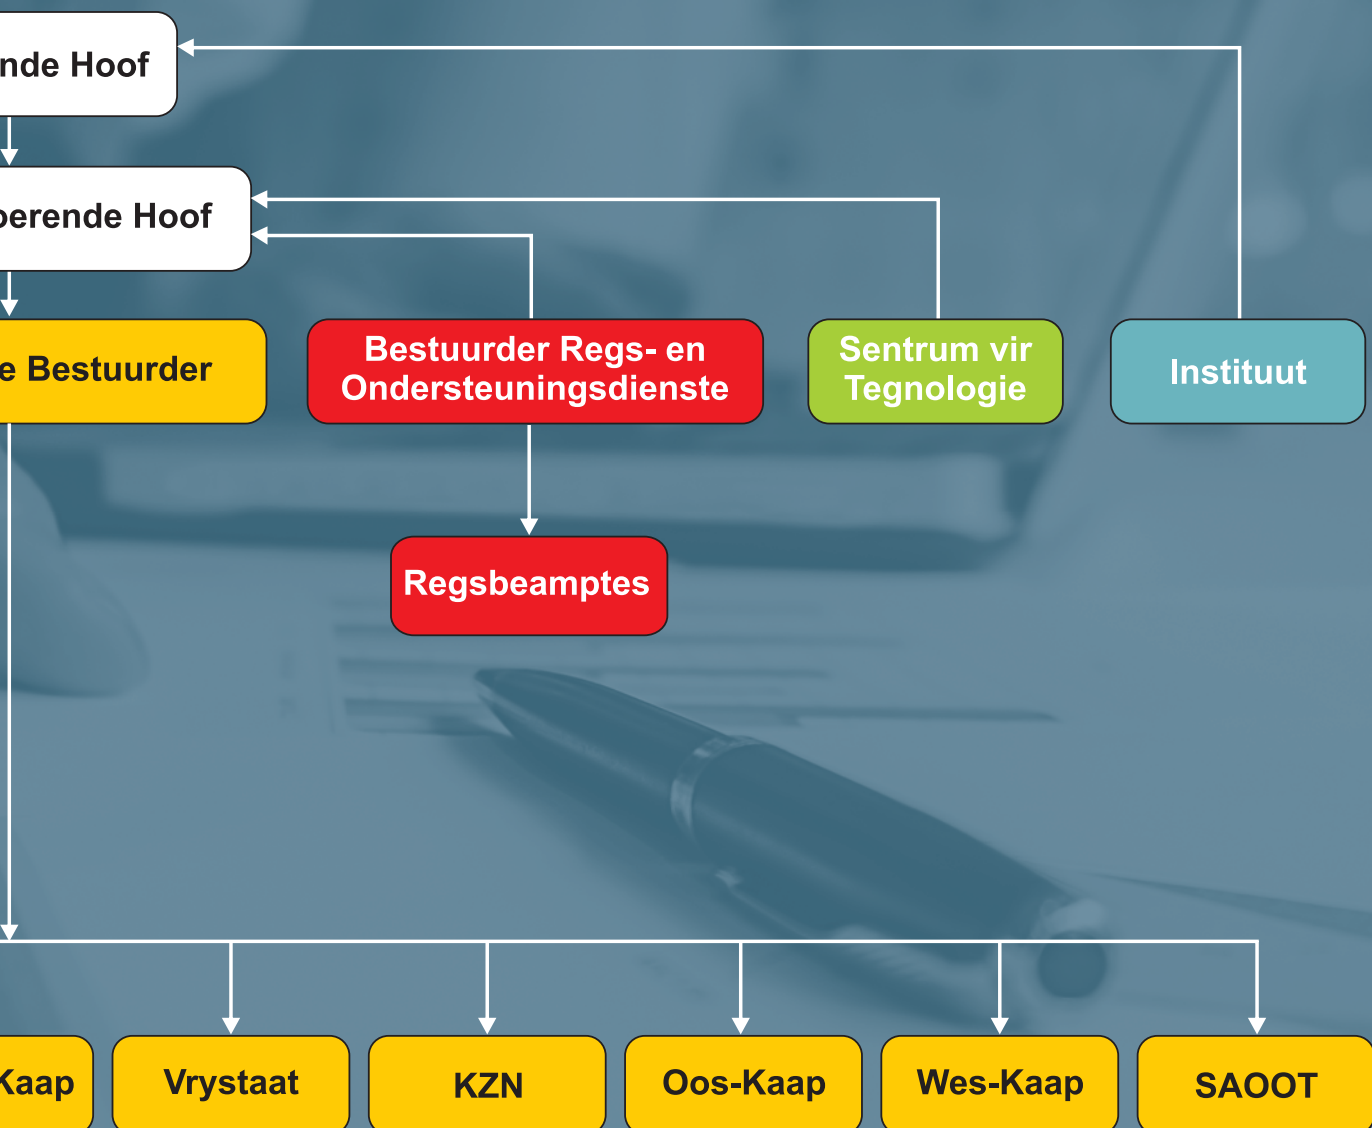 nde Hoof
oerende Hoof
e Bestuurder
Bestuurder Regs- en
Ondersteuningsdienste
Sentrum vir
Tegnologie
Instituut
Regsbeamptes
Kaap
Vrystaat
KZN
Oos-Kaap
Wes-Kaap
SAOOT